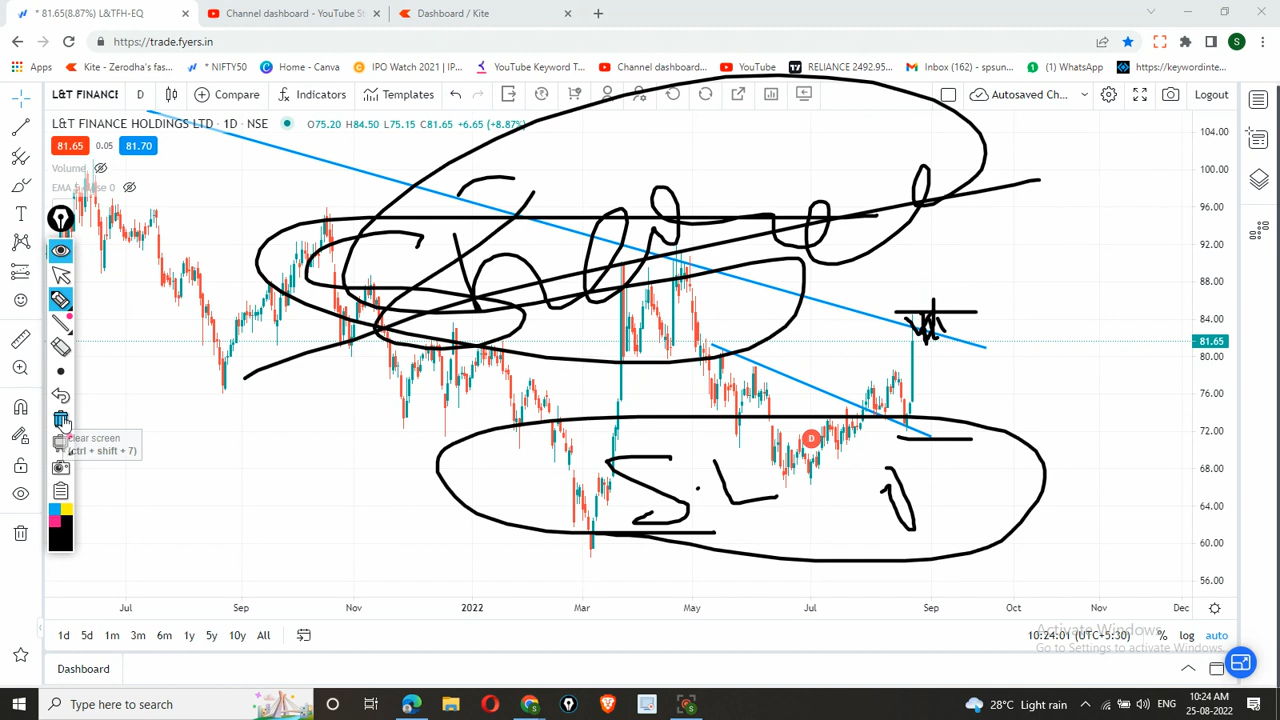 * 81.65(8.87%) L&TFH-EQ
Channel dashboard - YouTube St
Dashboard / Kite
https://trade.fyers.in
S
Apps
Kite - Zerodha's fas...
* NIFTY50
Home - Canva
IPO Watch 2021 | IP...
YouTube Keyword T...
Channel dashboard...
YouTube
RELIANCE 2492.95...
Inbox (162) - spsun...
(1) WhatsApp
https://keywordinte...
L&T FINANCE
D
Compare
Indicators
Templates
Autosaved Ch...
Logout
L&T FINANCE HOLDINGS LTD · 1D · NSE
O75.20 H84.50 L75.15 C81.65 +6.65 (+8.87%)
81.65
0.05
81.70
Volume
104.00
100.00
96.00
92.00
88.00
84.00
81.65
80.00
76.00
72.00
68.00
64.00
60.00
56.00
ear screen
ctrl + shift + 7)
D
S.L
Jul
Sep
Nov
2022
Mar
May
Jul
Sep
Oct
Nov
Dec
1d
5d
1m
3m
6m
1y
5y
10y
All
10:24:01 (UTC+5:30)
%
log
auto
Activate Windows
Go to Settings to activate Windows.
Dashboard
Type here to search
28°C Light rain
ENG
10:24 AM
25-08-2022